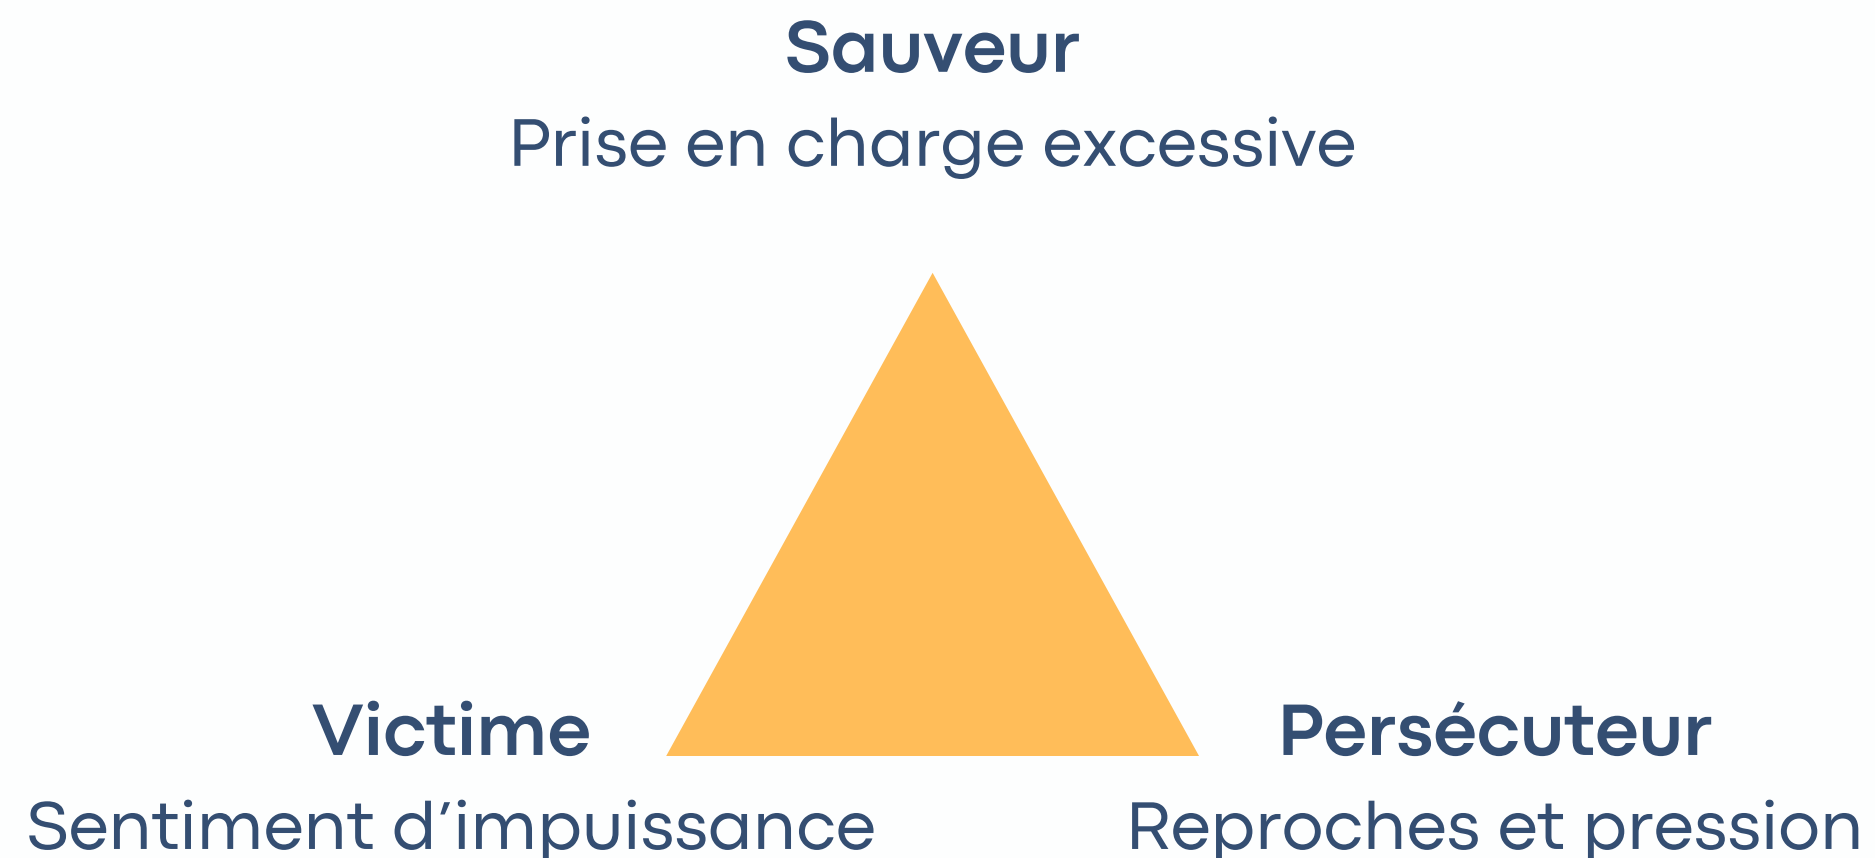 Sauveur
Prise en charge excessive
Victime
Persécuteur
Sentiment d’impuissance
Reproches et pression